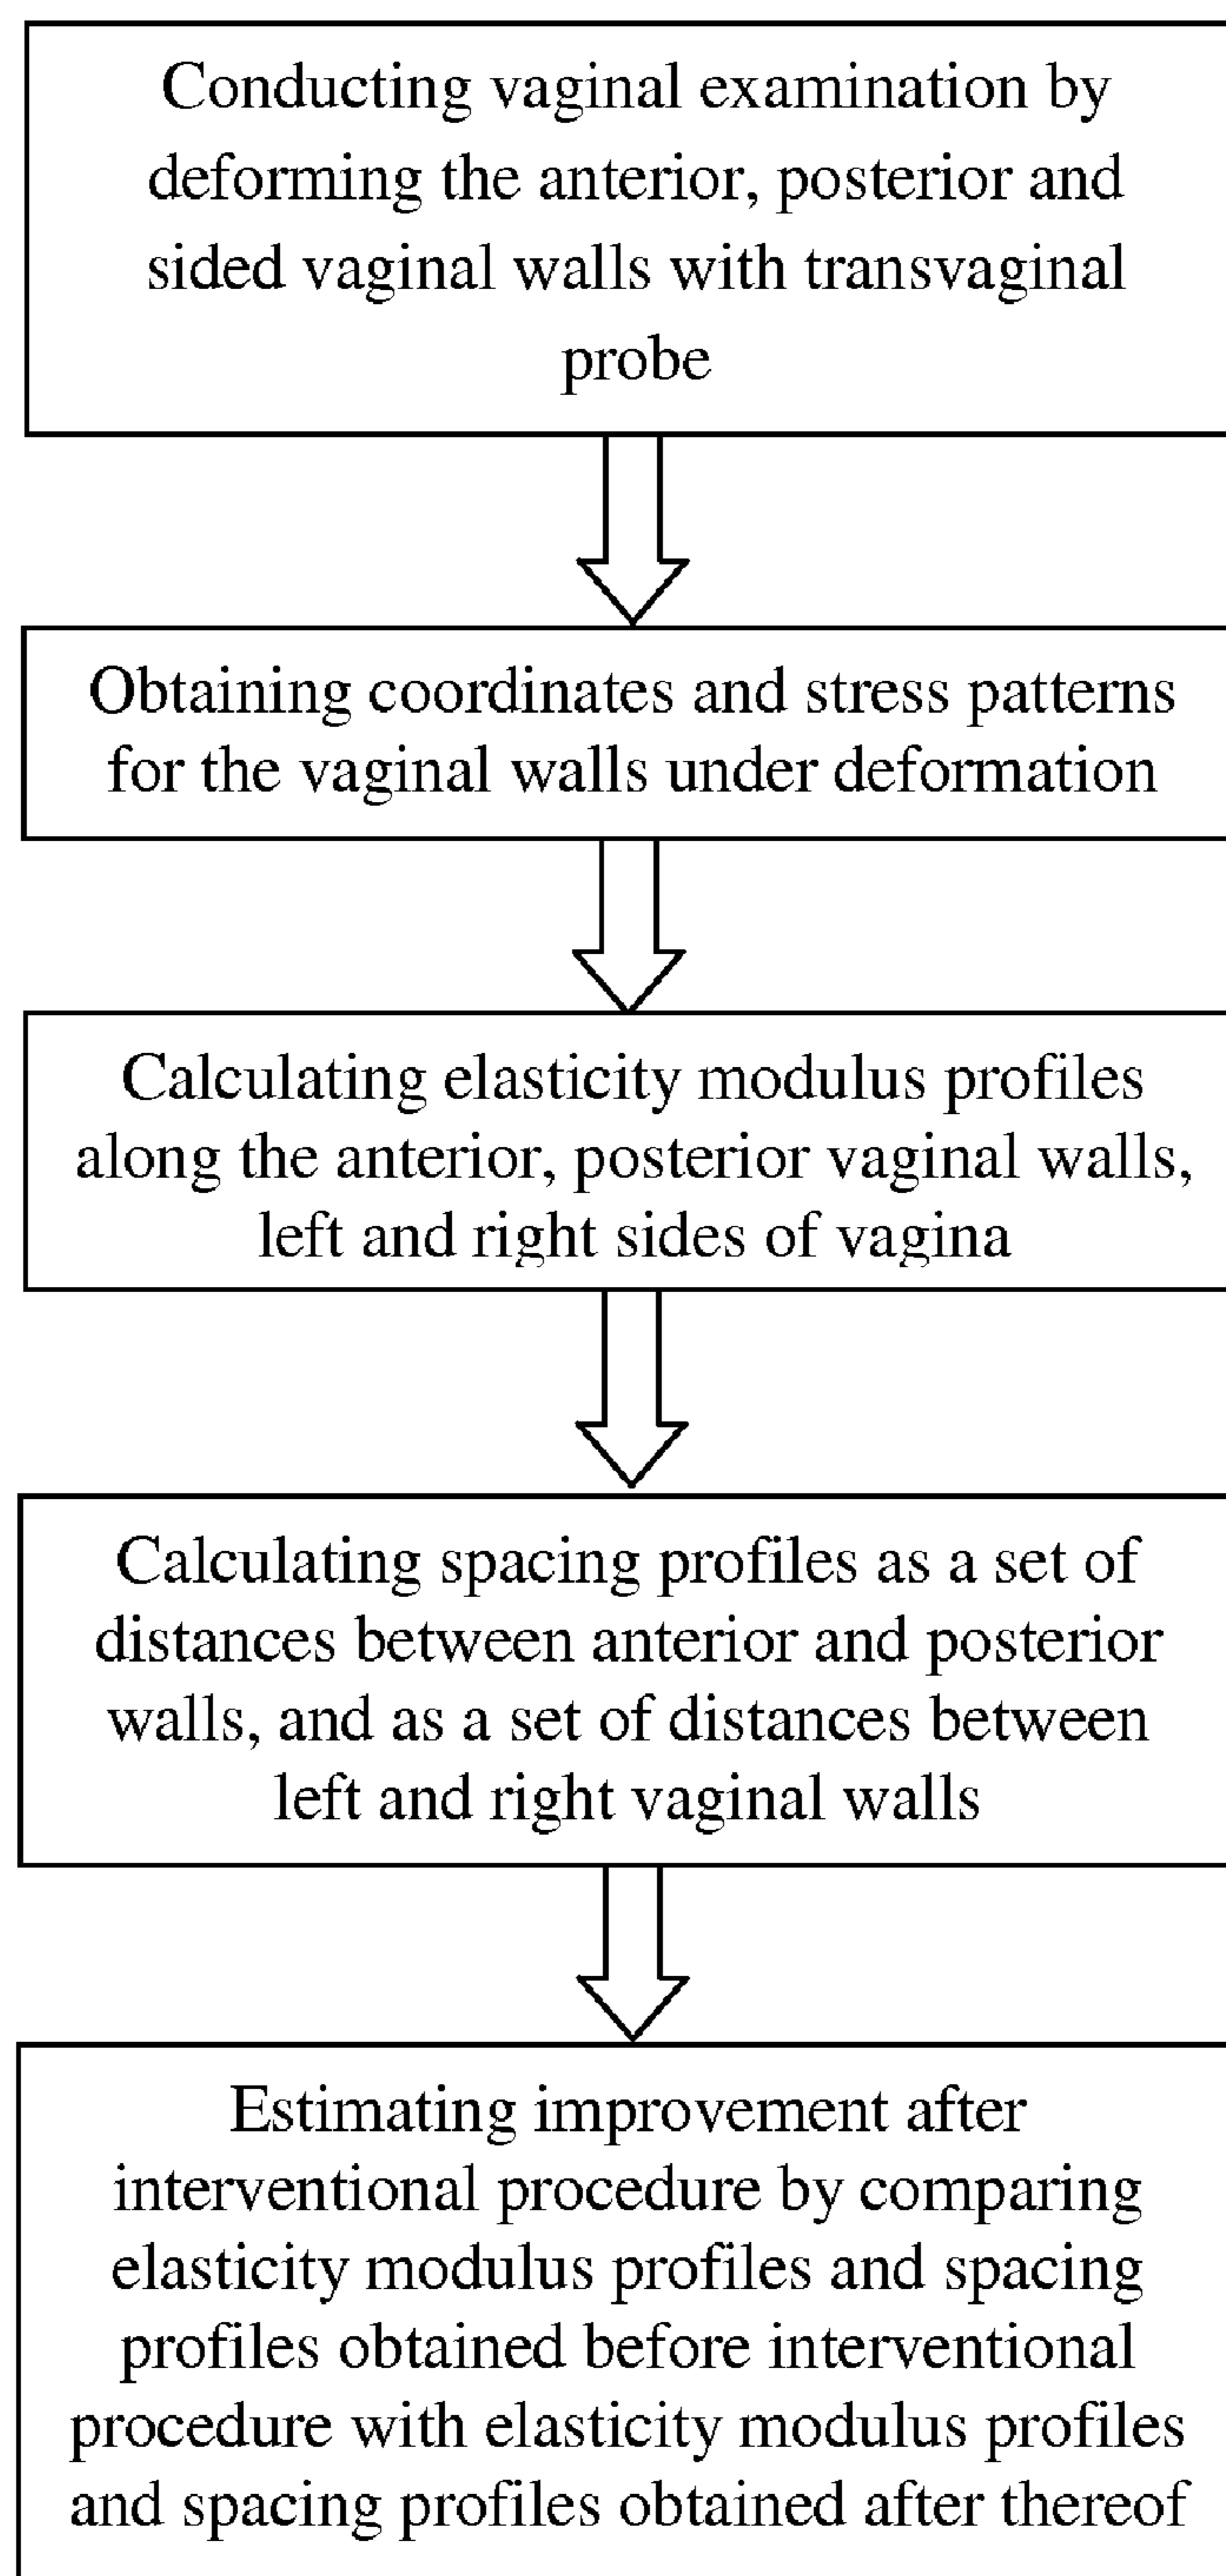 Conducting vaginal examination by
deforming the anterior, posterior and
sided vaginal walls with transvaginal
probe
Obtaining coordinates and stress patterns
for the vaginal walls under deformation
Calculating elasticity modulus profiles
along the anterior, posterior vaginal walls,
left and right sides of vagina
Calculating spacing profiles as a set of
distances between anterior and posterior
walls, and as a set of distances between
left and right vaginal walls
Estimating improvement after
interventional procedure by comparing
elasticity modulus profiles and spacing
profiles obtained before interventional
procedure with elasticity modulus profiles
and spacing profiles obtained after thereof